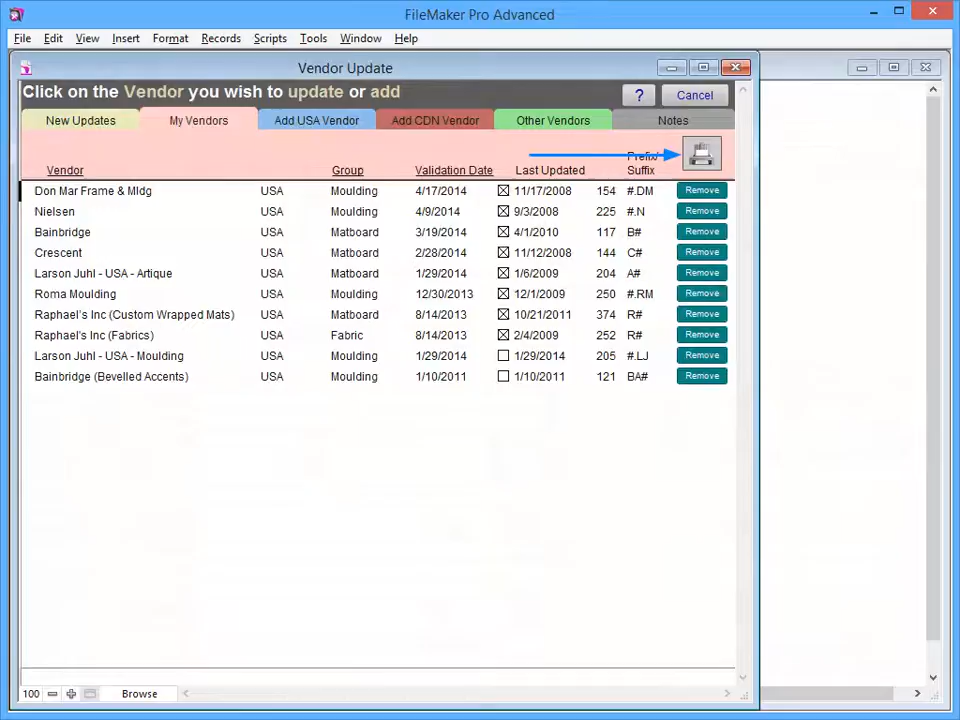 FileMaker Pro Advanced
File Edit View Insert Format Records Scripts Tools Window Help
Vendor Update
Click on the Vendor you wish to update or add
? Cancel
New Updates My Vendors Add USA Vendor Add CDN Vendor Other Vendors Notes
Prefix/
Vendor Group Validation Date Last Updated Suffix
Don Mar Frame & Mldg USA Moulding 4/17/2014 11/17/2008 154 #.DM Remove
Nielsen USA Moulding 4/9/2014 9/3/2008 225 #.N Remove
Bainbridge USA Matboard 3/19/2014 4/1/2010 117 B# Remove
Crescent USA Matboard 2/28/2014 11/12/2008 144 C# Remove
Larson Juhl - USA - Artique USA Matboard 1/29/2014 1/6/2009 204 A# Remove
Roma Moulding USA Moulding 12/30/2013 12/1/2009 250 #.RM Remove
Raphael's Inc (Custom Wrapped Mats) USA Matboard 8/14/2013 10/21/2011 374 R# Remove
Raphael's Inc (Fabrics) USA Fabric 8/14/2013 2/4/2009 252 R# Remove
Larson Juhl - USA - Moulding USA Moulding 1/29/2014 1/29/2014 205 #.LJ Remove
Bainbridge (Bevelled Accents) USA Moulding 1/10/2011 1/10/2011 121 BA# Remove
100 Browse